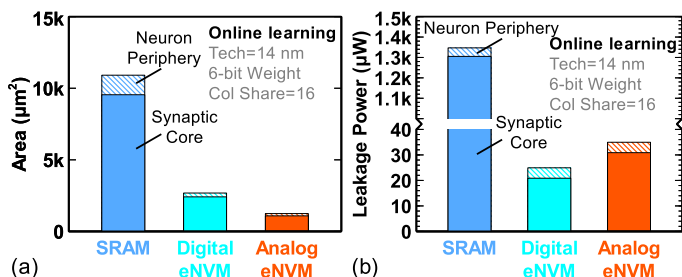 15k
10k
5k
0
Area (µm²)
Neuron
Periphery
Online learning
Tech=14 nm
6-bit Weight
Col Share=16
Synaptic
Core
SRAM
Digital
eNVM
Analog
eNVM
(a)
1.5k
1.4k
1.3k
1.2k
1.1k
40
30
20
10
0
Leakage Power (µW)
Neuron Periphery
Online learning
Tech=14 nm
6-bit Weight
Col Share=16
Synaptic
Core
SRAM
Digital
eNVM
Analog
eNVM
(b)